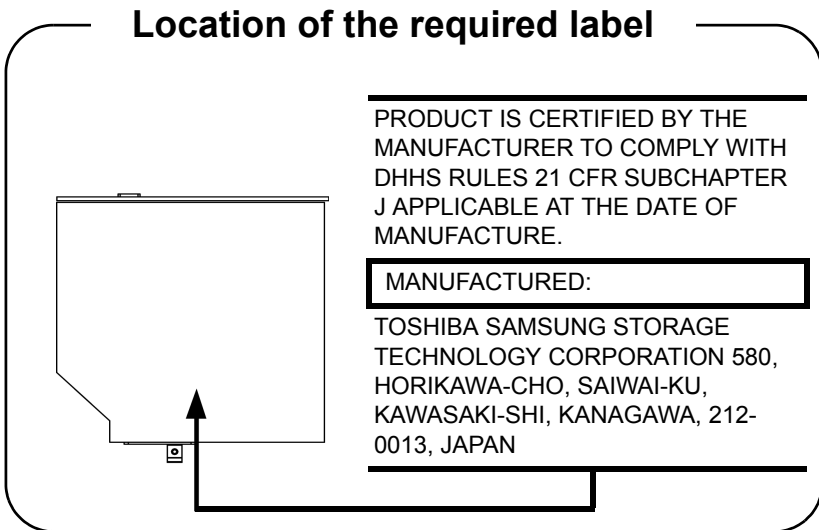 Location of the required label
PRODUCT IS CERTIFIED BY THE
MANUFACTURER TO COMPLY WITH
DHHS RULES 21 CFR SUBCHAPTER
J APPLICABLE AT THE DATE OF
MANUFACTURE.
MANUFACTURED:
TOSHIBA SAMSUNG STORAGE
TECHNOLOGY CORPORATION 580,
HORIKAWA-CHO, SAIWAI-KU,
KAWASAKI-SHI, KANAGAWA, 212-
0013, JAPAN